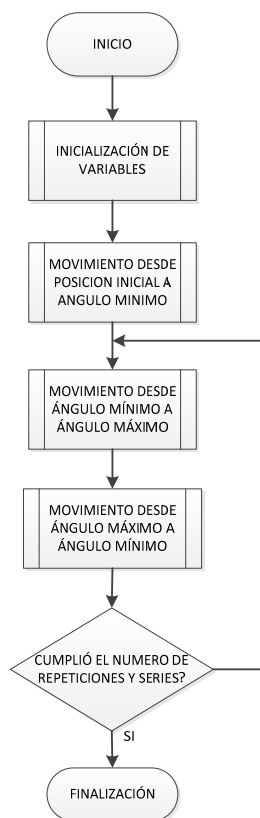 INICIO
INICIALIZACIÓN DE
VARIABLES
MOVIMIENTO DESDE
POSICION INICIAL A
ANGULO MINIMO
MOVIMIENTO DESDE
ÁNGULO MÍNIMO A
ÁNGULO MÁXIMO
MOVIMIENTO DESDE
ÁNGULO MÁXIMO A
ÁNGULO MÍNIMO
CUMPLIÓ EL NUMERO DE
REPETICIONES Y SERIES?
SI
FINALIZACIÓN